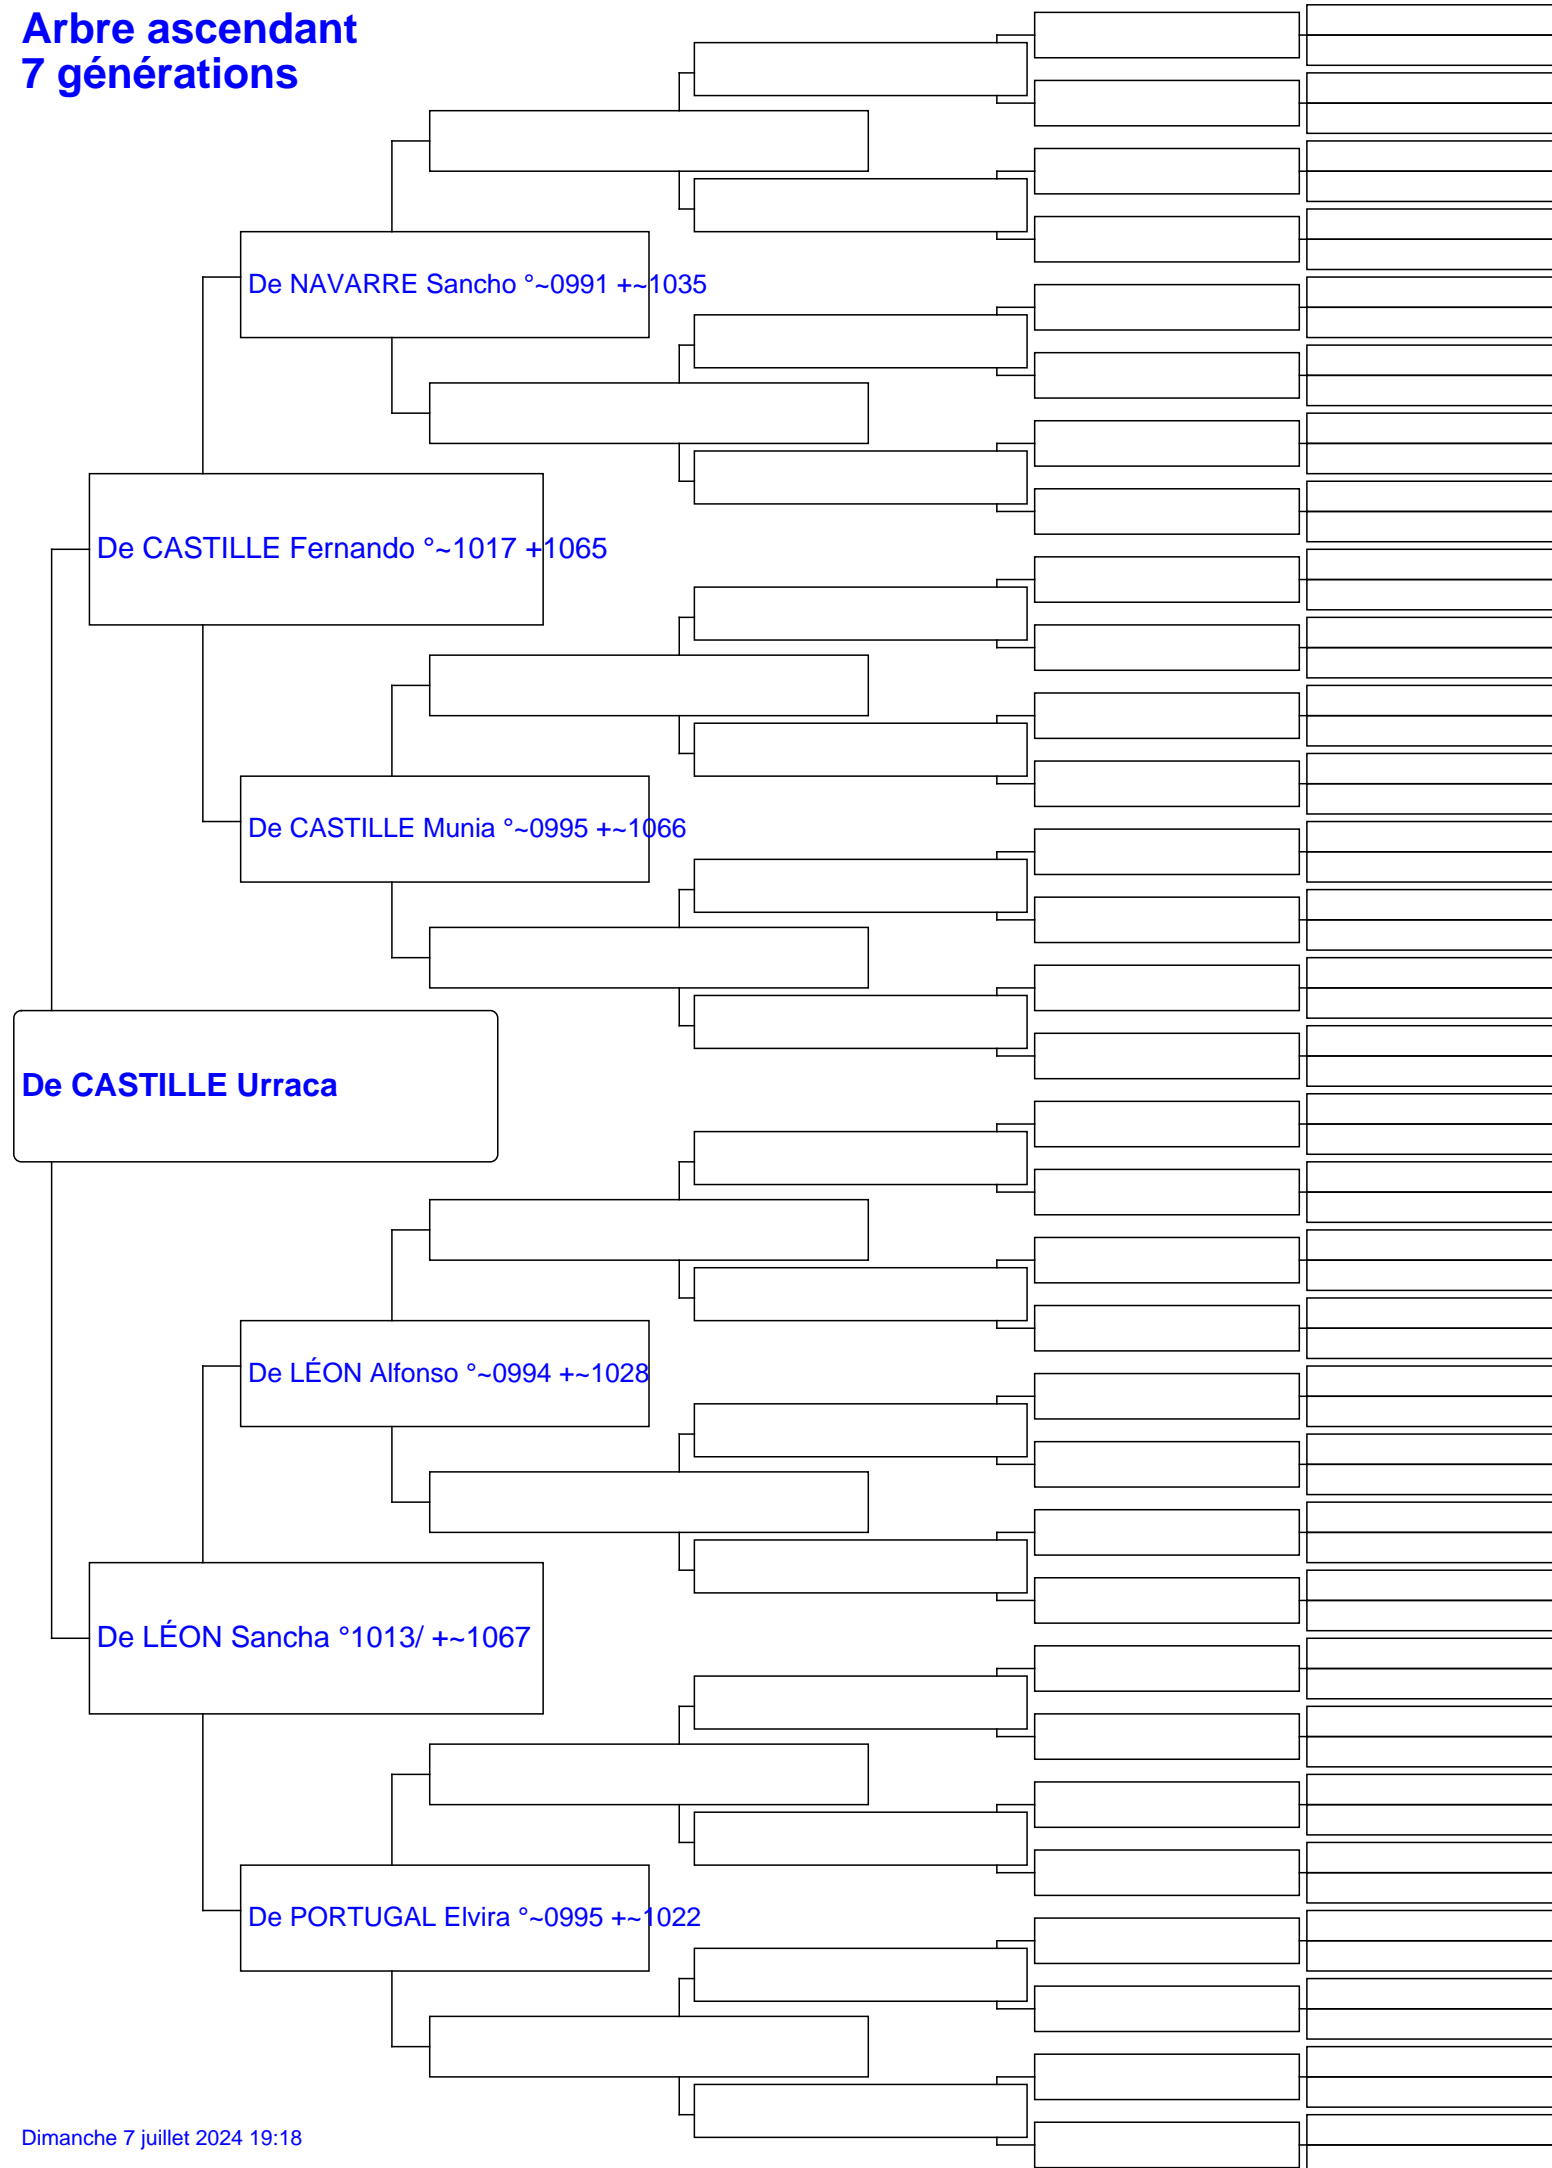 Arbre ascendant
7 générations
De NAVARRE Sancho °~0991 +~1035
De CASTILLE Fernando °~1017 +1065
De CASTILLE Munia °~0995 +~1066
De CASTILLE Urraca
De LÉON Alfonso °~0994 +~1028
De LÉON Sancha °1013/ +~1067
De PORTUGAL Elvira °~0995 +~1022
Dimanche 7 juillet 2024 19:18